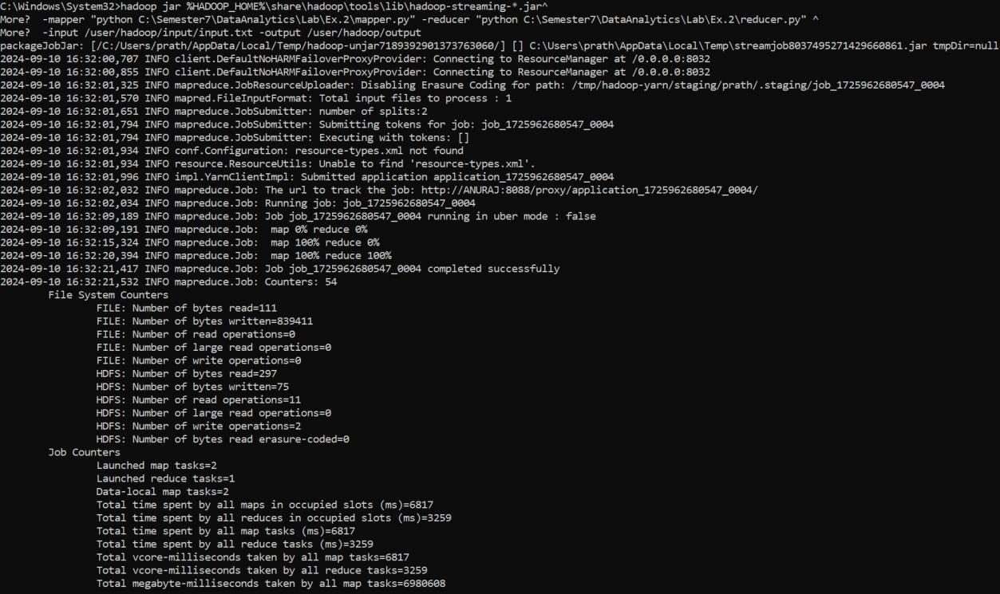 C:\Windows\System32>hadoop jar %HADOOP_HOME%\share\hadoop\tools\lib\hadoop-streaming-*.jar^
More?  -mapper "python C:\Semester7\DataAnalytics\Lab\Ex.2\mapper.py" -reducer "python C:\Semester7\DataAnalytics\Lab\Ex.2\reducer.py" ^
More?  -input /user/hadoop/input/input.txt -output /user/hadoop/output
packageJobJar: [/C:/Users/prath/AppData/Local/Temp/hadoop-unjar7189392901373763060/] [] C:\Users\prath\AppData\Local\Temp\streamjob8037495271429660861.jar tmpDir=null
2024-09-10 16:32:00,707 INFO client.DefaultNoHARMFailoverProxyProvider: Connecting to ResourceManager at /0.0.0.0:8032
2024-09-10 16:32:00,855 INFO client.DefaultNoHARMFailoverProxyProvider: Connecting to ResourceManager at /0.0.0.0:8032
2024-09-10 16:32:01,325 INFO mapreduce.JobResourceUploader: Disabling Erasure Coding for path: /tmp/hadoop-yarn/staging/prath/.staging/job_1725962680547_0004
2024-09-10 16:32:01,570 INFO mapred.FileInputFormat: Total input files to process : 1
2024-09-10 16:32:01,651 INFO mapreduce.JobSubmitter: number of splits:2
2024-09-10 16:32:01,794 INFO mapreduce.JobSubmitter: Submitting tokens for job: job_1725962680547_0004
2024-09-10 16:32:01,794 INFO mapreduce.JobSubmitter: Executing with tokens: []
2024-09-10 16:32:01,934 INFO conf.Configuration: resource-types.xml not found
2024-09-10 16:32:01,934 INFO resource.ResourceUtils: Unable to find 'resource-types.xml'.
2024-09-10 16:32:01,996 INFO impl.YarnClientImpl: Submitted application application_1725962680547_0004
2024-09-10 16:32:02,032 INFO mapreduce.Job: The url to track the job: http://ANURAJ:8088/proxy/application_1725962680547_0004/
2024-09-10 16:32:02,034 INFO mapreduce.Job: Running job: job_1725962680547_0004
2024-09-10 16:32:09,189 INFO mapreduce.Job: Job job_1725962680547_0004 running in uber mode : false
2024-09-10 16:32:09,191 INFO mapreduce.Job:  map 0% reduce 0%
2024-09-10 16:32:15,324 INFO mapreduce.Job:  map 100% reduce 0%
2024-09-10 16:32:20,394 INFO mapreduce.Job:  map 100% reduce 100%
2024-09-10 16:32:21,417 INFO mapreduce.Job: Job job_1725962680547_0004 completed successfully
2024-09-10 16:32:21,532 INFO mapreduce.Job: Counters: 54
File System Counters
FILE: Number of bytes read=111
FILE: Number of bytes written=839411
FILE: Number of read operations=0
FILE: Number of large read operations=0
FILE: Number of write operations=0
HDFS: Number of bytes read=297
HDFS: Number of bytes written=75
HDFS: Number of read operations=11
HDFS: Number of large read operations=0
HDFS: Number of write operations=2
HDFS: Number of bytes read erasure-coded=0
Job Counters
Launched map tasks=2
Launched reduce tasks=1
Data-local map tasks=2
Total time spent by all maps in occupied slots (ms)=6817
Total time spent by all reduces in occupied slots (ms)=3259
Total time spent by all map tasks (ms)=6817
Total time spent by all reduce tasks (ms)=3259
Total vcore-milliseconds taken by all map tasks=6817
Total vcore-milliseconds taken by all reduce tasks=3259
Total megabyte-milliseconds taken by all map tasks=6980608